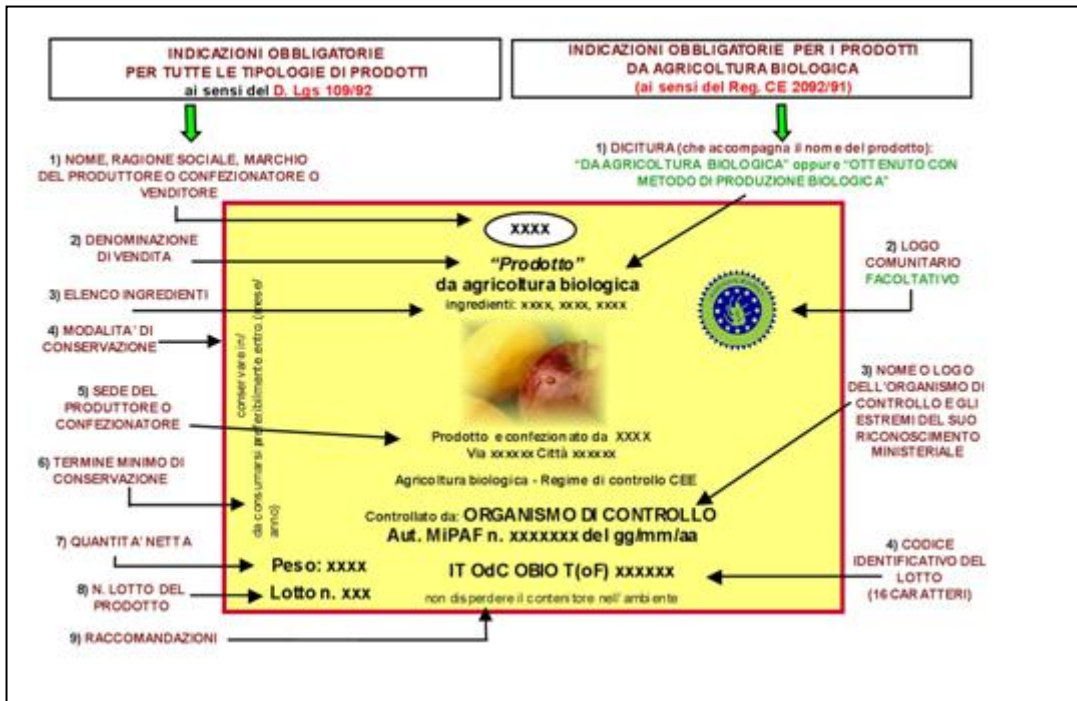 INDICAZIONI OBBLIGATORIE
PER TUTTE LE TIPOLOGIE DI PRODOTTI
ai sensi del D. Lgs 109/92
INDICAZIONI OBBLIGATORIE PER I PRODOTTI
DA AGRICOLTURA BIOLOGICA
(ai sensi del Reg. CE 2092/91)
1) NOME, RAGIONE SOCIALE, MARCHIO
DEL PRODUTTORE O CONFEZIONATORE O
VENDITORE
2) DENOMINAZIONE
DI VENDITA
3) ELENCO INGREDIENTI
4) MODALITA' DI
CONSERVAZIONE
5) SEDE DEL
PRODUTTORE O
CONFEZIONATORE
6) TERMINE MINIMO DI
CONSERVAZIONE
7) QUANTITA' NETTA
8) N. LOTTO DEL
PRODOTTO
9) RACCOMANDAZIONI
1) DICITURA (che accompagna il nome del prodotto):
"DA AGRICOLTURA BIOLOGICA" oppure "OTTENUTO CON
METODO DI PRODUZIONE BIOLOGICA"
2) LOGO
COMUNITARIO
FACOLTATIVO
3) NOME O LOGO
DELL'ORGANISMO DI
CONTROLLO E GLI
ESTREMI DEL SUO
RICONOSCIMENTO
MINISTERIALE
4) CODICE
IDENTIFICATIVO DEL
LOTTO
(16 CARATTERI)
XXXX
"Prodotto"
da agricoltura biologica
ingredienti: xxxx, xxxx, xxxx
conservare in/
da consumarsi preferibilmente entro.(mese/
anno)
Prodotto e confezionato da XXXX
Via xxxxxx Città xxxxxx
Agricoltura biologica - Regime di controllo CEE
Controllato da: ORGANISMO DI CONTROLLO
Aut. MiPAF n. xxxxxxx del gg/mm/aa
Peso: xxxx
IT OdC OBIO T(oF) xxxxxx
Lotto n. xxx
non disperdere il contenitore nell'ambiente